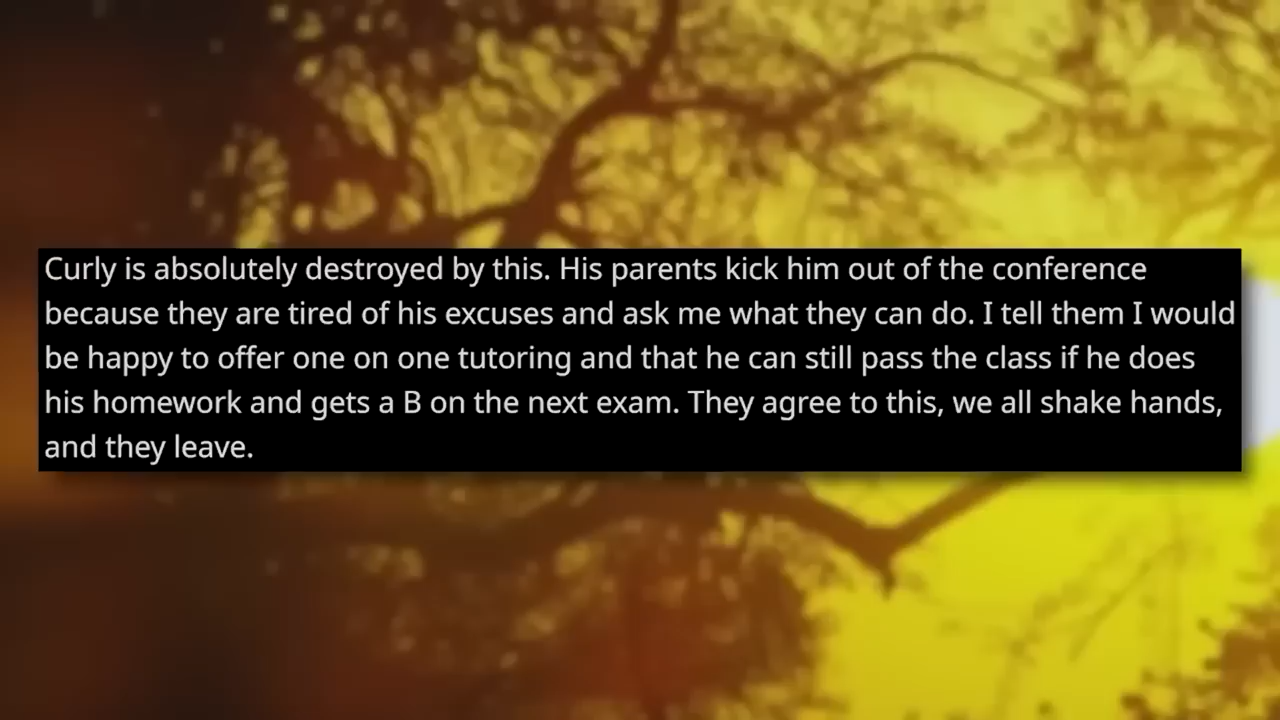 Curly is absolutely destroyed by this. His parents kick him out of the conference
because they are tired of his excuses and ask me what they can do. I tell them I would
be happy to offer one on one tutoring and that he can still pass the class if he does
his homework and gets a B on the next exam. They agree to this, we all shake hands,
and they leave.